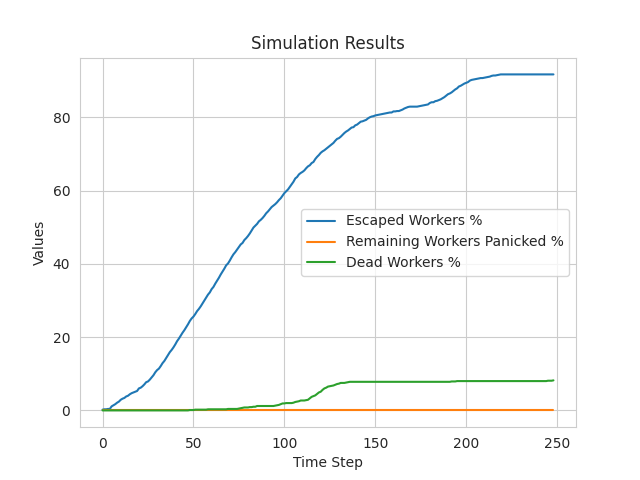 Simulation Results
Values
80
60
40
20
0
Escaped Workers %
Remaining Workers Panicked %
Dead Workers %
0 50 100 150 200 250
Time Step